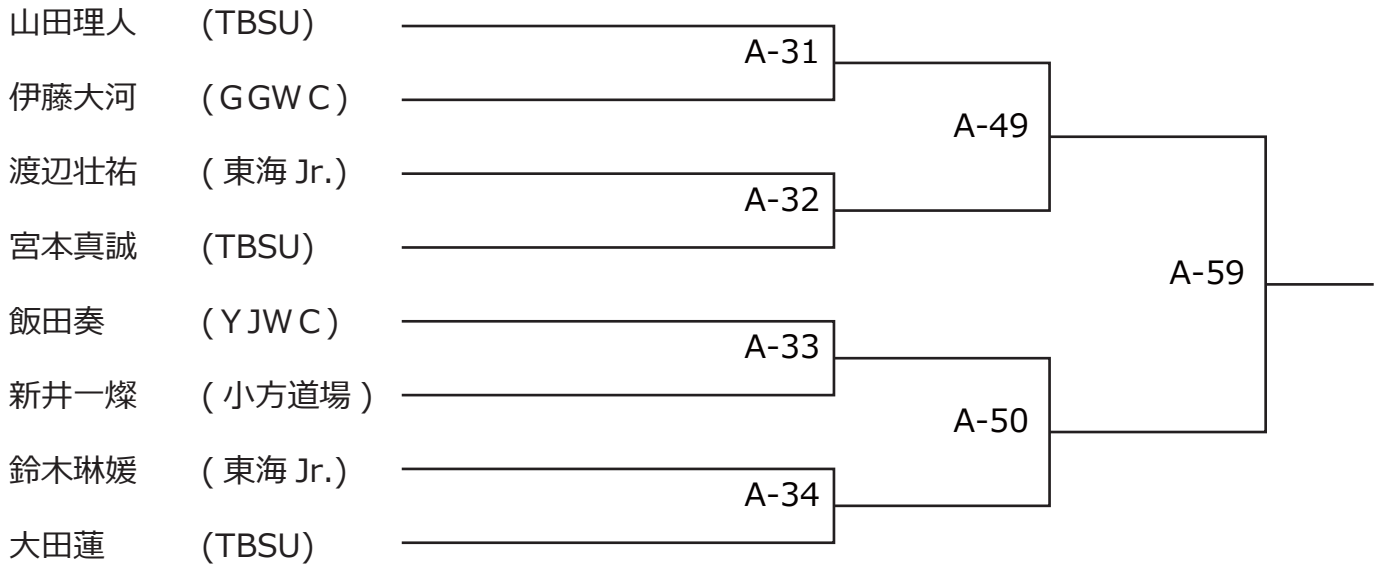 山田理人 (TBSU)
A-31
伊藤大河 (GGWC)
A-49
渡辺壮祐 (東海 Jr.)
A-32
宮本真誠 (TBSU)
A-59
飯田奏 (YJWC)
A-33
新井一燦 (小方道場)
A-50
鈴木琳媛 (東海 Jr.)
A-34
大田蓮 (TBSU)